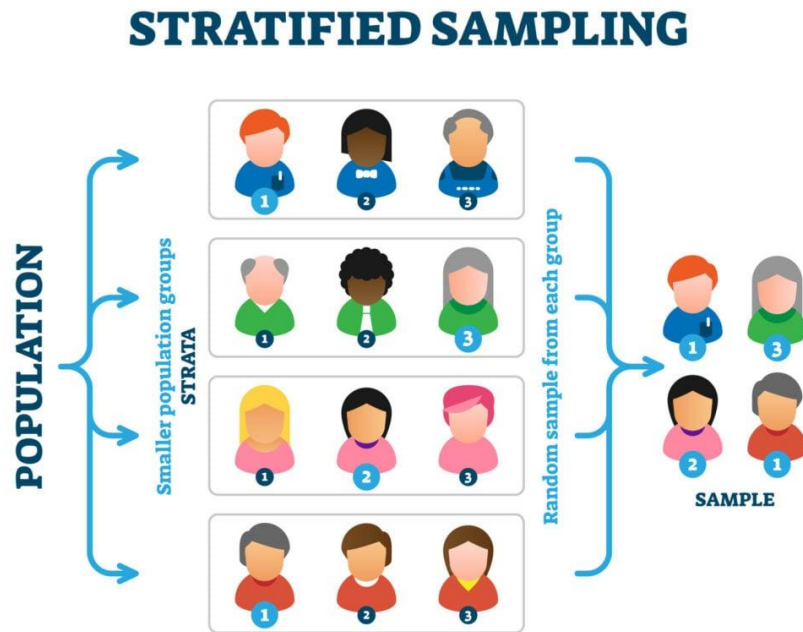 STRATIFIED SAMPLING
POPULATION
Smaller population groups
STRATA
1
2
3
1
2
3
1
2
3
1
2
3
Random sample from each group
1
3
2
1
SAMPLE